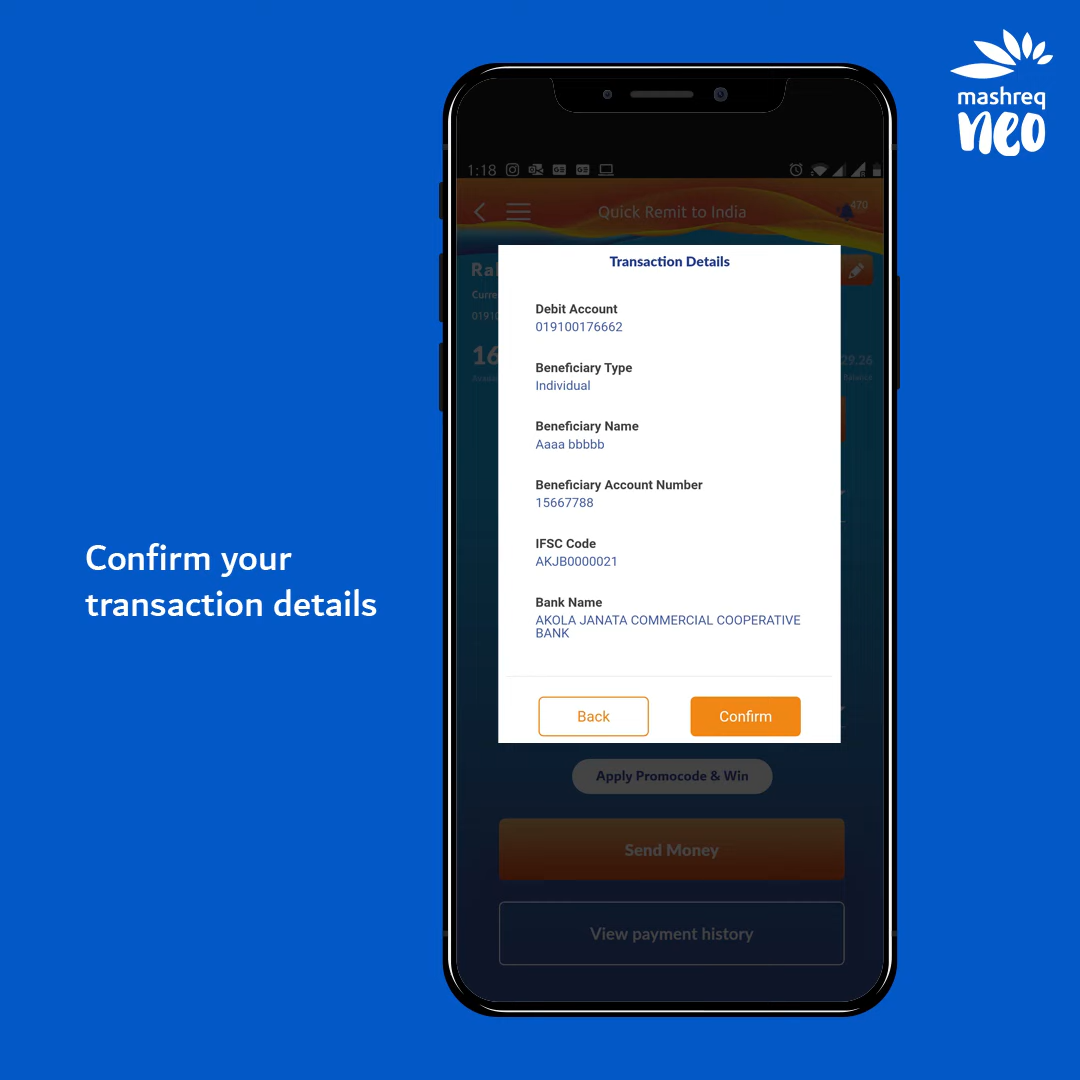 mashreq
neo
1:18
470
Quick Remit to India
Transaction Details
Debit Account
019100176662
Beneficiary Type
Individual
Beneficiary Name
Aaaa bbbbb
Beneficiary Account Number
15667788
IFSC Code
AKJB0000021
Bank Name
AKOLA JANATA COMMERCIAL COOPERATIVE
BANK
Back
Confirm
Apply Promocode & Win
Send Money
View payment history
Confirm your
transaction details